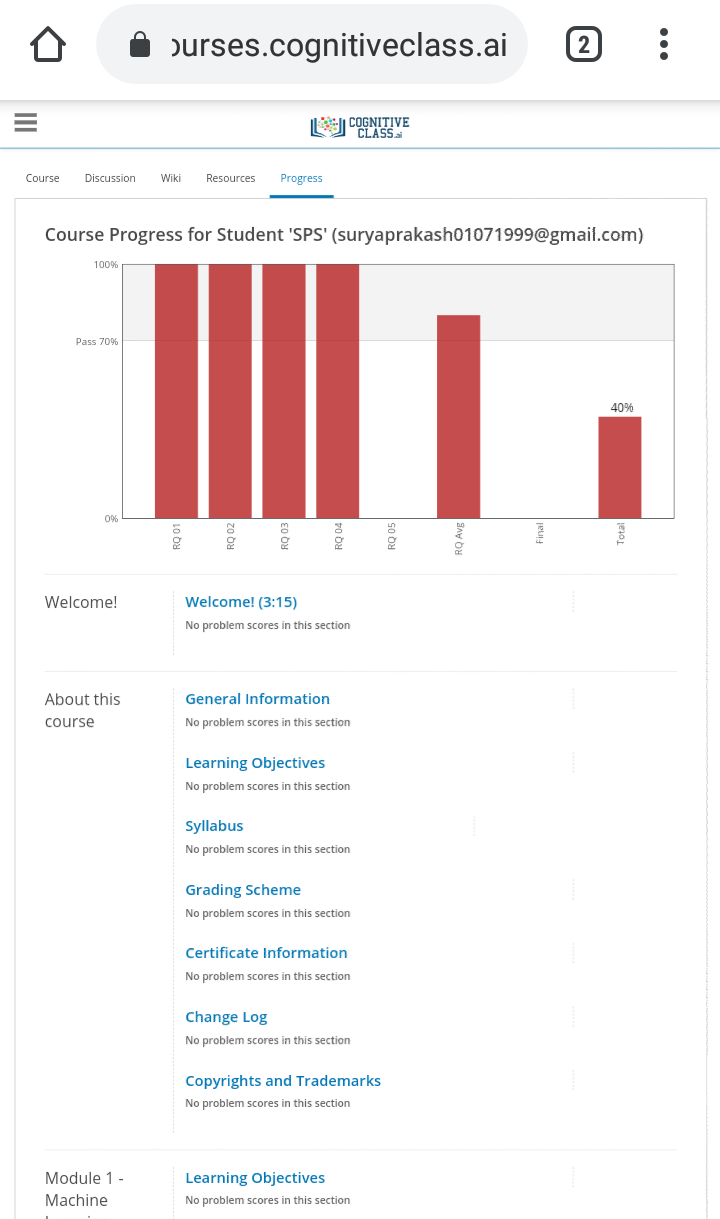 ourses.cognitiveclass.ai
2
COGNITIVE
CLASS.ai
Course Discussion Wiki Resources Progress
Course Progress for Student 'SPS' (suryaprakash01071999@gmail.com)
100%
Pass 70%
40%
0%
RQ 01 RQ 02 RQ 03 RQ 04 RQ 05 RQ Avg Final Total
Welcome!
Welcome! (3:15)
No problem scores in this section
About this
course
General Information
No problem scores in this section
Learning Objectives
No problem scores in this section
Syllabus
No problem scores in this section
Grading Scheme
No problem scores in this section
Certificate Information
No problem scores in this section
Change Log
No problem scores in this section
Copyrights and Trademarks
No problem scores in this section
Module 1 -
Machine
Learning Objectives
No problem scores in this section